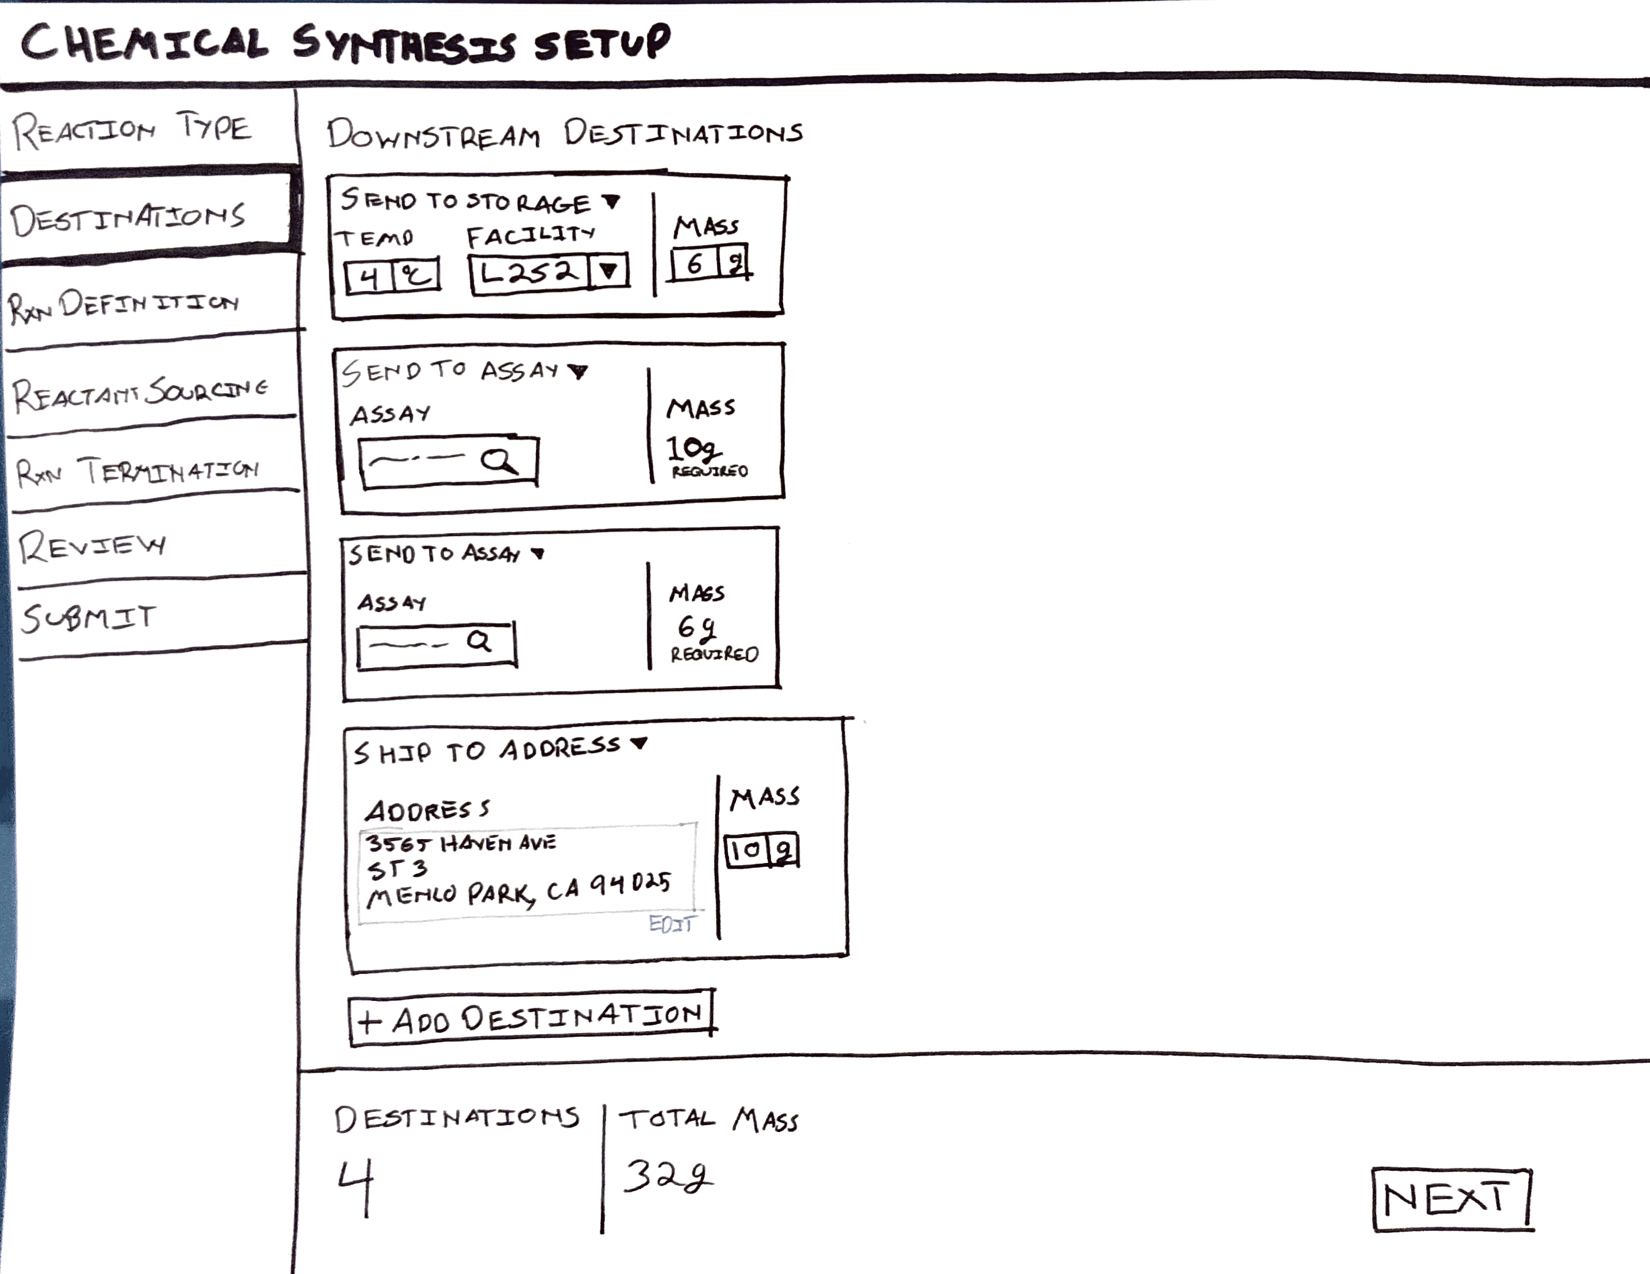 CHEMICAL SYNTHESIS SETUP
REACTION TYPE
DESTINATIONS
RXN DEFINITION
REACTANT SOURCING
RXN TERMINATION
REVIEW
SUBMIT
DOWNSTREAM DESTINATIONS
SEND TO STORAGE ▼
TEMP FACILITY MASS
4 °C L252 ▼ 6 g
SEND TO ASSAY ▼
ASSAY MASS
10g
REQUIRED
SEND TO ASSAY ▼
ASSAY MASS
6g
REQUIRED
SHIP TO ADDRESS ▼
ADDRESS MASS
3565 HAVEN AVE
ST 3 10 g
MENLO PARK, CA 94025
EDIT
+ ADD DESTINATION
DESTINATIONS TOTAL MASS
4 32g
NEXT